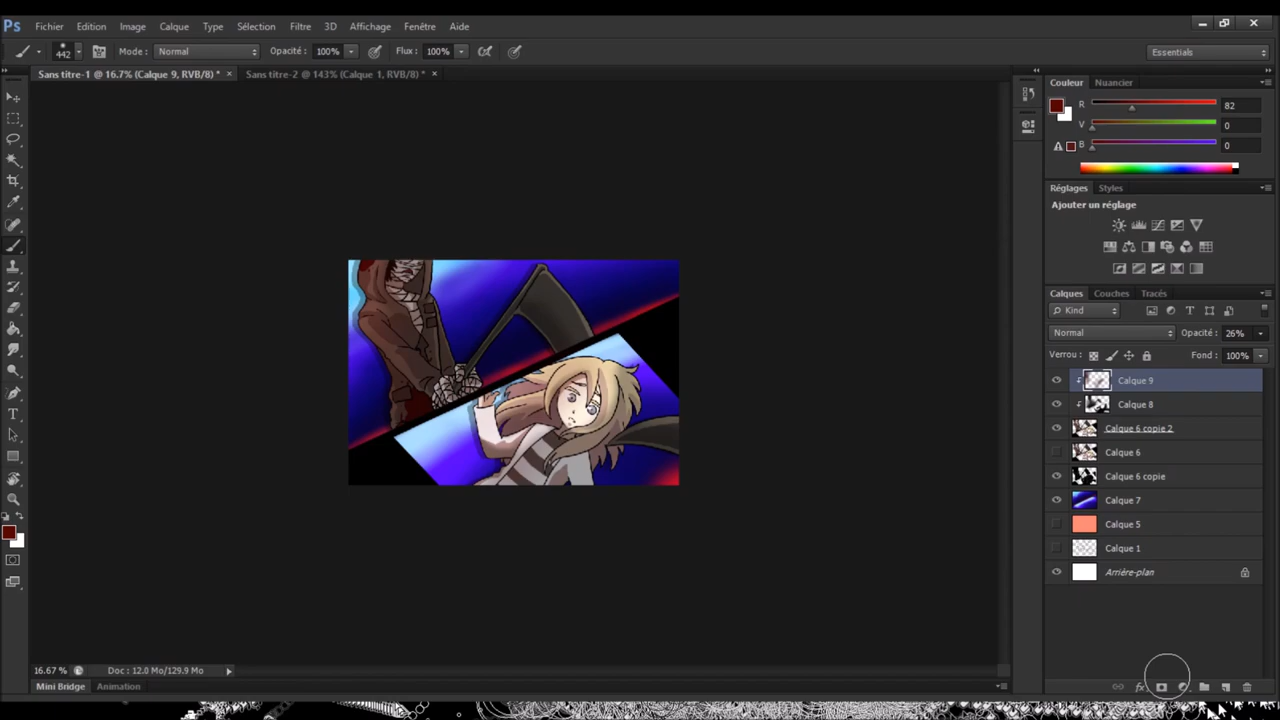 Ps Fichier Edition Image Calque Type Sélection Filtre 3D Affichage Fenêtre Aide
442 Mode: Normal Opacité: 100% Flux: 100% Essentials
Sans titre-1 @ 16.7% (Calque 9, RVB/8) * × Sans titre-2 @ 143% (Calque 1, RVB/8) * ×
Couleur Nuancier
R 82
V 0
B 0
Réglages Styles
Ajouter un réglage
Calques Couches Tracés
Kind
Normal Opacité: 26%
Verrou: Fond: 100%
Calque 9
Calque 8
Calque 6 copie 2
Calque 6
Calque 6 copie
Calque 7
Calque 5
Calque 1
Arrière-plan
16.67 % Doc : 12.0 Mo/129.9 Mo
Mini Bridge Animation
fx